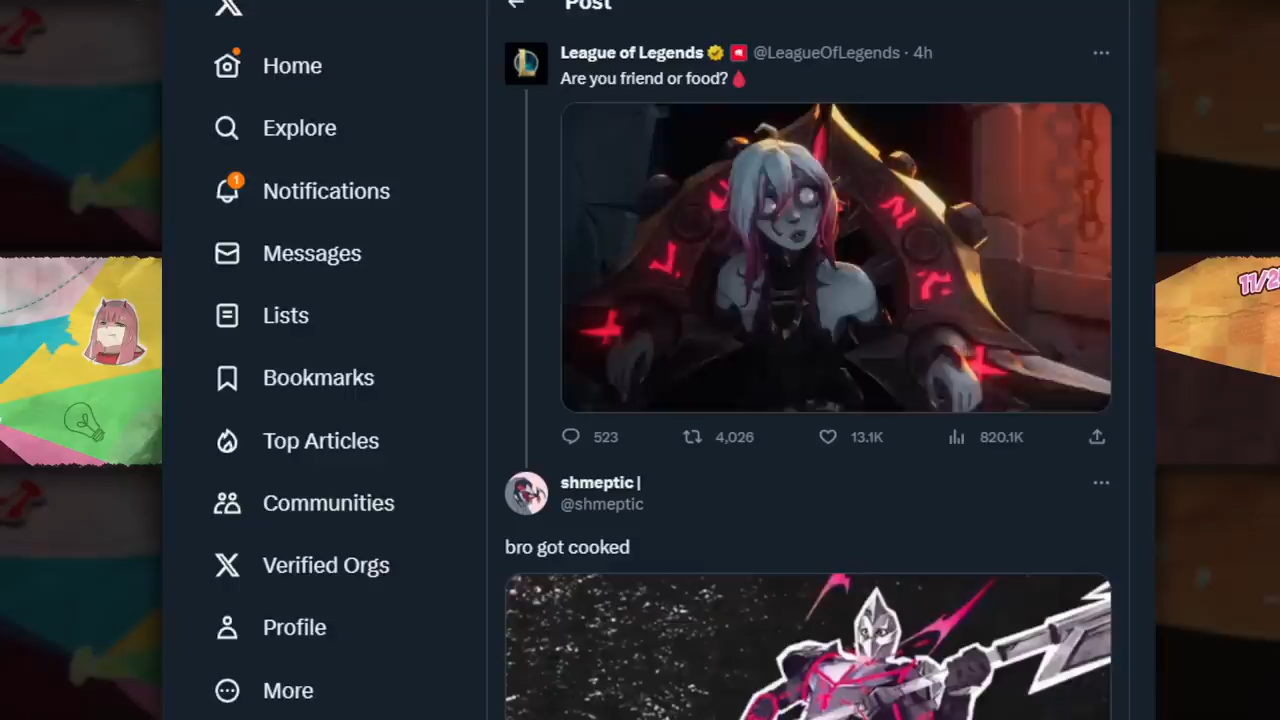 Post
Home
Explore
1
Notifications
Messages
Lists
Bookmarks
Top Articles
Communities
Verified Orgs
Profile
More
League of Legends @LeagueOfLegends · 4h
Are you friend or food?🩸
523 4,026 13.1K 820.1K
shmeptic |
@shmeptic
bro got cooked